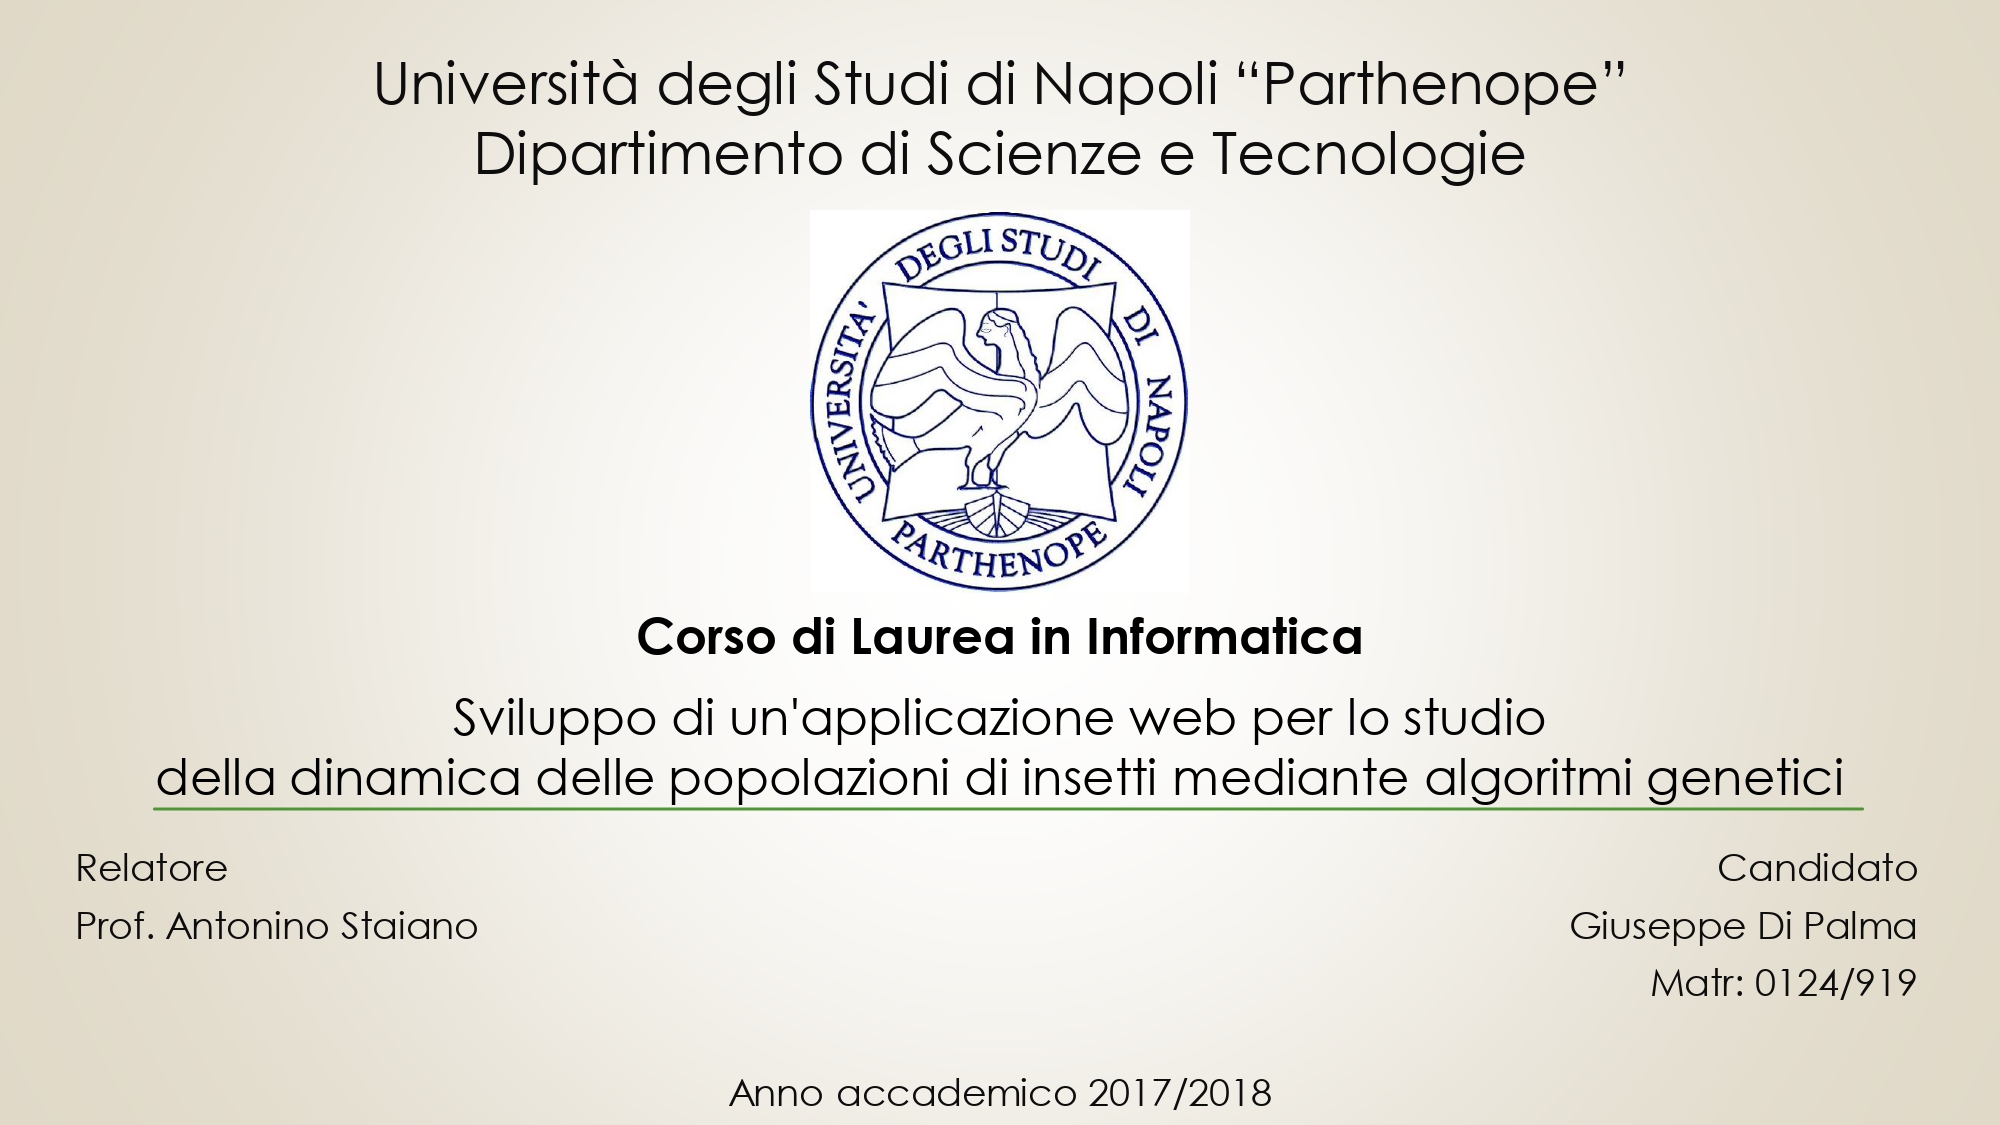 Università degli Studi di Napoli “Parthenope”
Dipartimento di Scienze e Tecnologie
UNIVERSITA' DEGLI STUDI DI NAPOLI
PARTHENOPE
Corso di Laurea in Informatica
Sviluppo di un'applicazione web per lo studio
della dinamica delle popolazioni di insetti mediante algoritmi genetici
Relatore
Prof. Antonino Staiano
Candidato
Giuseppe Di Palma
Matr: 0124/919
Anno accademico 2017/2018